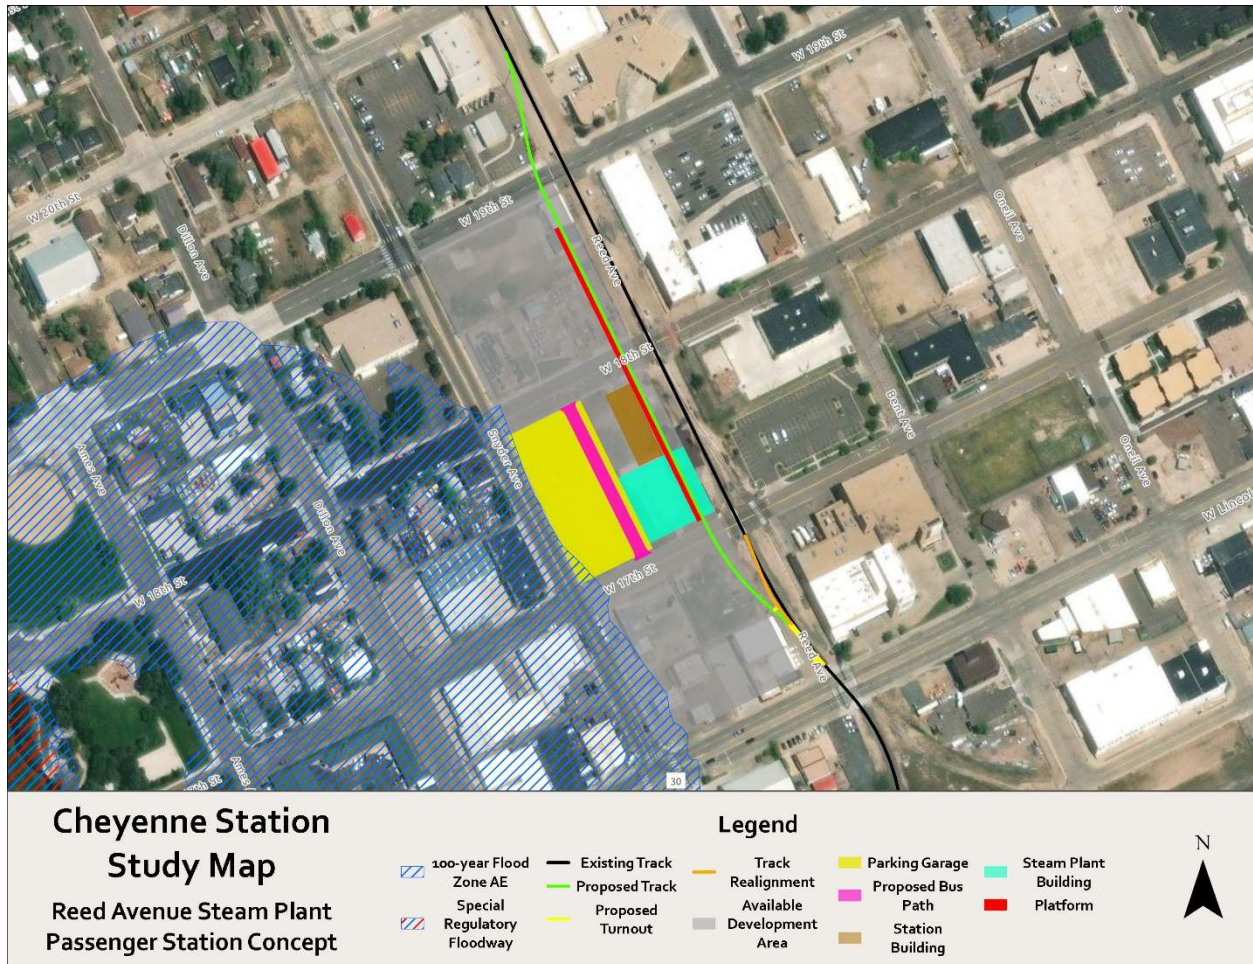 W 19th St
W 20th St
Dillon Ave
W 19th St
Reed Ave
Oneil Ave
W 18th St
Bent Ave
Snyder Ave
Ames Ave
Dillon Ave
Oneil Ave
W Lincol
W 18th St
W 17th St
Reed Ave
Ames A
7th St
30
Cheyenne Station
Study Map
Reed Avenue Steam Plant
Passenger Station Concept
Legend
100-year Flood
Zone AE
Special
Regulatory
Floodway
Existing Track
Proposed Track
Proposed
Turnout
Track
Realignment
Available
Development
Area
Parking Garage
Proposed Bus
Path
Station
Building
Steam Plant
Building
Platform
N